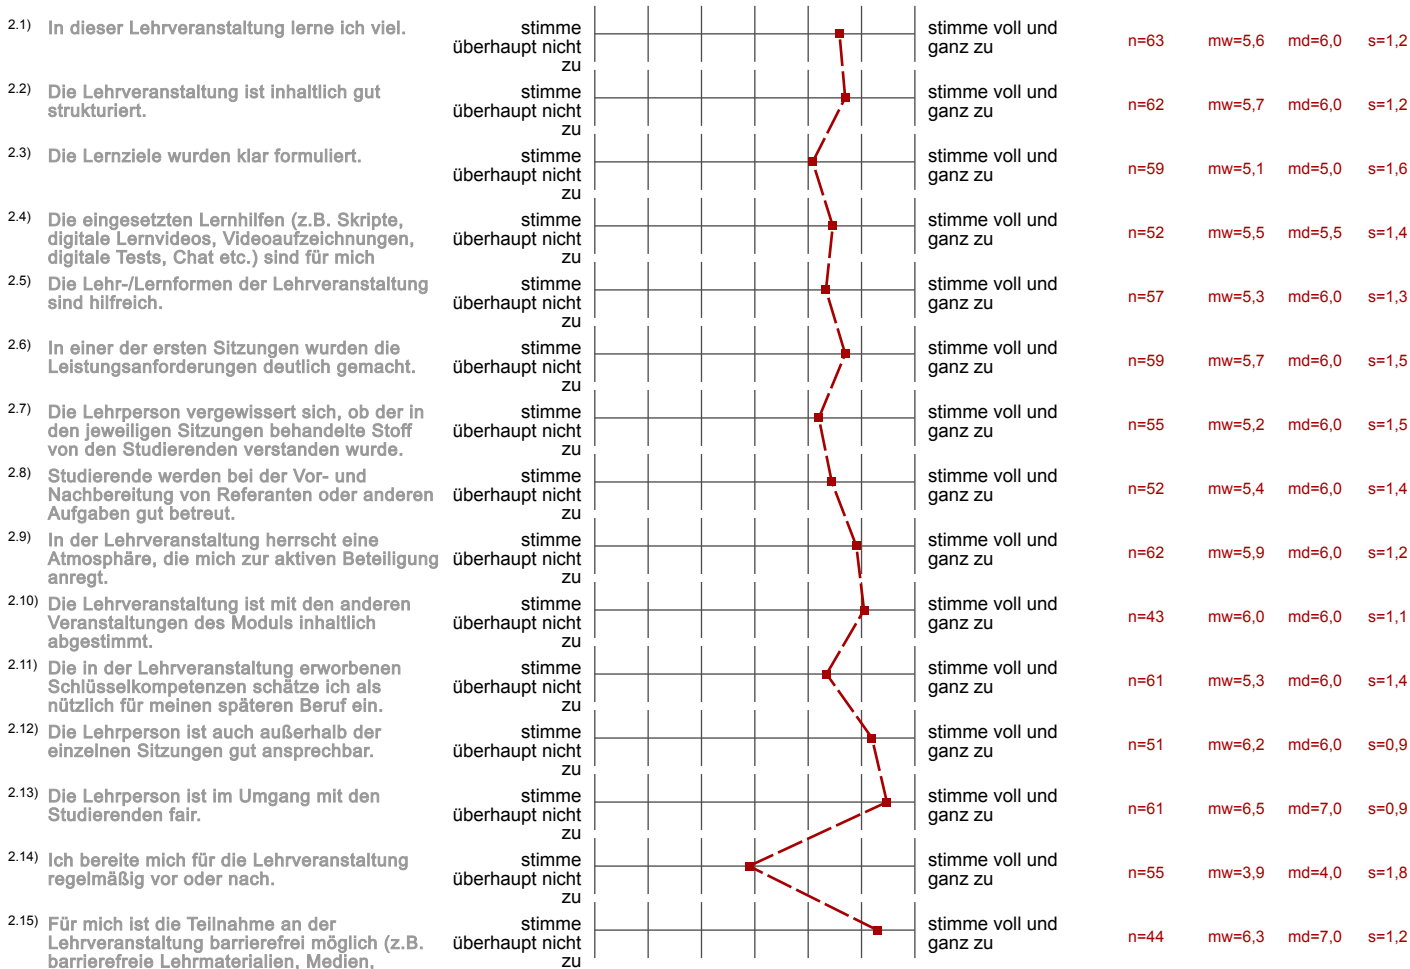 2.1) In dieser Lehrveranstaltung lerne ich viel. stimme überhaupt nicht zu stimme voll und ganz zu n=63 mw=5,6 md=6,0 s=1,2
2.2) Die Lehrveranstaltung ist inhaltlich gut strukturiert. stimme überhaupt nicht zu stimme voll und ganz zu n=62 mw=5,7 md=6,0 s=1,2
2.3) Die Lernziele wurden klar formuliert. stimme überhaupt nicht zu stimme voll und ganz zu n=59 mw=5,1 md=5,0 s=1,6
2.4) Die eingesetzten Lernhilfen (z.B. Skripte, digitale Lernvideos, Videoaufzeichnungen, digitale Tests, Chat etc.) sind für mich stimme überhaupt nicht zu stimme voll und ganz zu n=52 mw=5,5 md=5,5 s=1,4
2.5) Die Lehr-/Lernformen der Lehrveranstaltung sind hilfreich. stimme überhaupt nicht zu stimme voll und ganz zu n=57 mw=5,3 md=6,0 s=1,3
2.6) In einer der ersten Sitzungen wurden die Leistungsanforderungen deutlich gemacht. stimme überhaupt nicht zu stimme voll und ganz zu n=59 mw=5,7 md=6,0 s=1,5
2.7) Die Lehrperson vergewissert sich, ob der in den jeweiligen Sitzungen behandelte Stoff von den Studierenden verstanden wurde. stimme überhaupt nicht zu stimme voll und ganz zu n=55 mw=5,2 md=6,0 s=1,5
2.8) Studierende werden bei der Vor- und Nachbereitung von Referanten oder anderen Aufgaben gut betreut. stimme überhaupt nicht zu stimme voll und ganz zu n=52 mw=5,4 md=6,0 s=1,4
2.9) In der Lehrveranstaltung herrscht eine Atmosphäre, die mich zur aktiven Beteiligung anregt. stimme überhaupt nicht zu stimme voll und ganz zu n=62 mw=5,9 md=6,0 s=1,2
2.10) Die Lehrveranstaltung ist mit den anderen Veranstaltungen des Moduls inhaltlich abgestimmt. stimme überhaupt nicht zu stimme voll und ganz zu n=43 mw=6,0 md=6,0 s=1,1
2.11) Die in der Lehrveranstaltung erworbenen Schlüsselkompetenzen schätze ich als nützlich für meinen späteren Beruf ein. stimme überhaupt nicht zu stimme voll und ganz zu n=61 mw=5,3 md=6,0 s=1,4
2.12) Die Lehrperson ist auch außerhalb der einzelnen Sitzungen gut ansprechbar. stimme überhaupt nicht zu stimme voll und ganz zu n=51 mw=6,2 md=6,0 s=0,9
2.13) Die Lehrperson ist im Umgang mit den Studierenden fair. stimme überhaupt nicht zu stimme voll und ganz zu n=61 mw=6,5 md=7,0 s=0,9
2.14) Ich bereite mich für die Lehrveranstaltung regelmäßig vor oder nach. stimme überhaupt nicht zu stimme voll und ganz zu n=55 mw=3,9 md=4,0 s=1,8
2.15) Für mich ist die Teilnahme an der Lehrveranstaltung barrierefrei möglich (z.B. barrierefreie Lehrmaterialien, Medien, stimme überhaupt nicht zu stimme voll und ganz zu n=44 mw=6,3 md=7,0 s=1,2